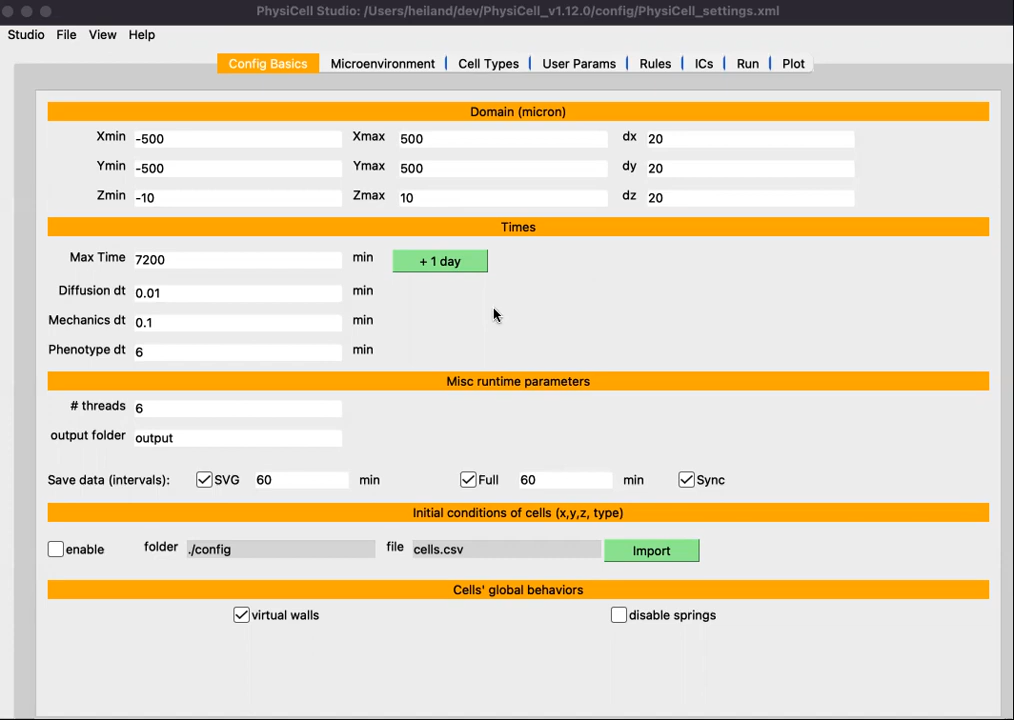 PhysiCell Studio: /Users/heiland/dev/PhysiCell_v1.12.0/config/PhysiCell_settings.xml
Studio File View Help
Config Basics Microenvironment Cell Types User Params Rules ICs Run Plot
Domain (micron)
Xmin -500 Xmax 500 dx 20
Ymin -500 Ymax 500 dy 20
Zmin -10 Zmax 10 dz 20
Times
Max Time 7200 min + 1 day
Diffusion dt 0.01 min
Mechanics dt 0.1 min
Phenotype dt 6 min
Misc runtime parameters
# threads 6
output folder output
Save data (intervals): SVG 60 min Full 60 min Sync
Initial conditions of cells (x,y,z, type)
enable folder ./config file cells.csv Import
Cells' global behaviors
virtual walls disable springs